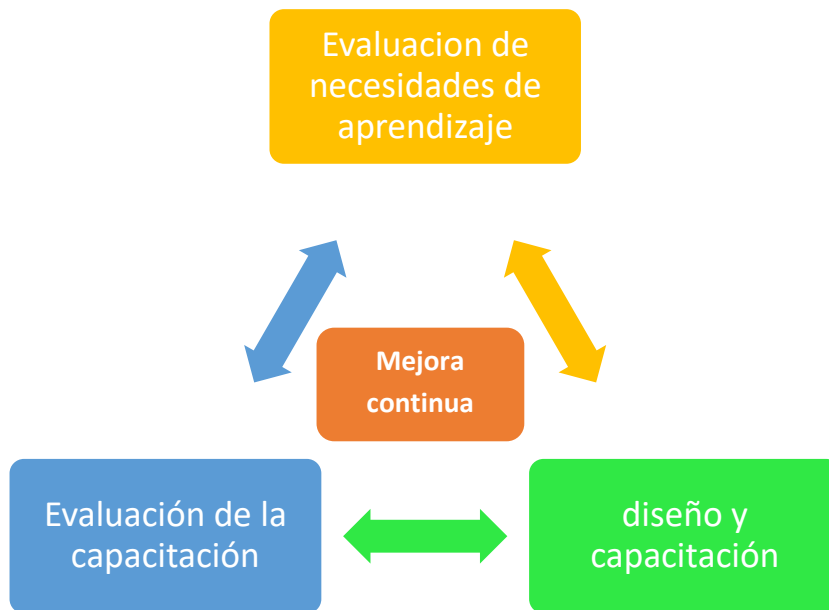 Evaluacion de
necesidades de
aprendizaje
Mejora
continua
Evaluación de la
capacitación
diseño y
capacitación